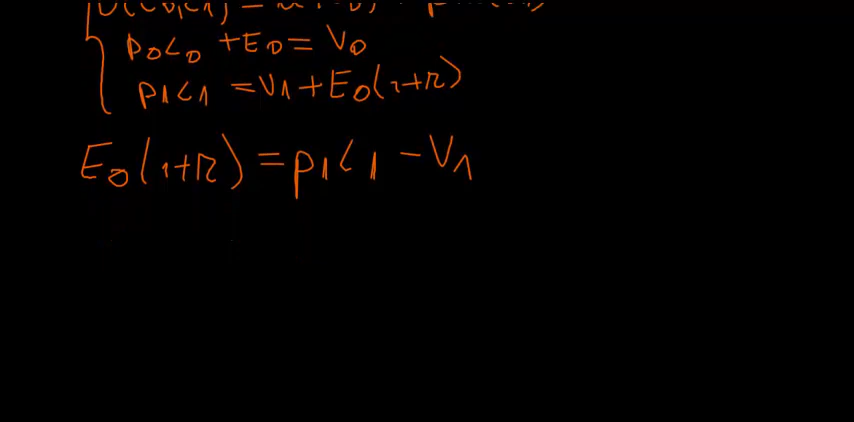 p0c0 + E0 = V0
p1c1 = V1 + E0(1+r)
E0(1+r) = p1c1 - V1